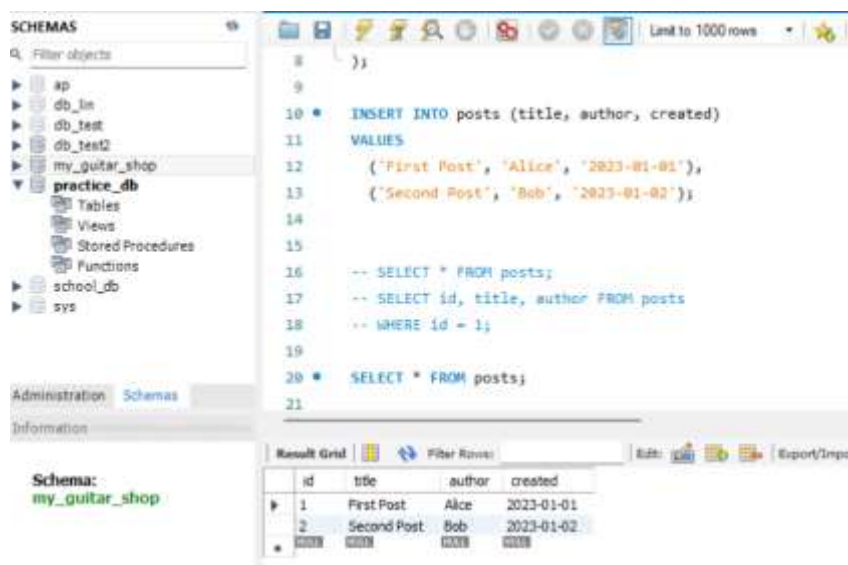 SCHEMAS
Filter objects
ap
db_lin
db_test
db_test2
my_guitar_shop
practice_db
Tables
Views
Stored Procedures
Functions
school_db
sys
Administration Schemas
Information
Schema:
my_guitar_shop
Limit to 1000 rows
8 );
9
10 INSERT INTO posts (title, author, created)
11 VALUES
12 ('First Post', 'Alice', '2023-01-01'),
13 ('Second Post', 'Bob', '2023-01-02');
14
15
16 -- SELECT * FROM posts;
17 -- SELECT id, title, author FROM posts
18 -- WHERE id = 1;
19
20 SELECT * FROM posts;
21
Result Grid Filter Rows: Edit: Export/Impo
id title author created
1 First Post Alice 2023-01-01
2 Second Post Bob 2023-01-02
NULL NULL NULL NULL